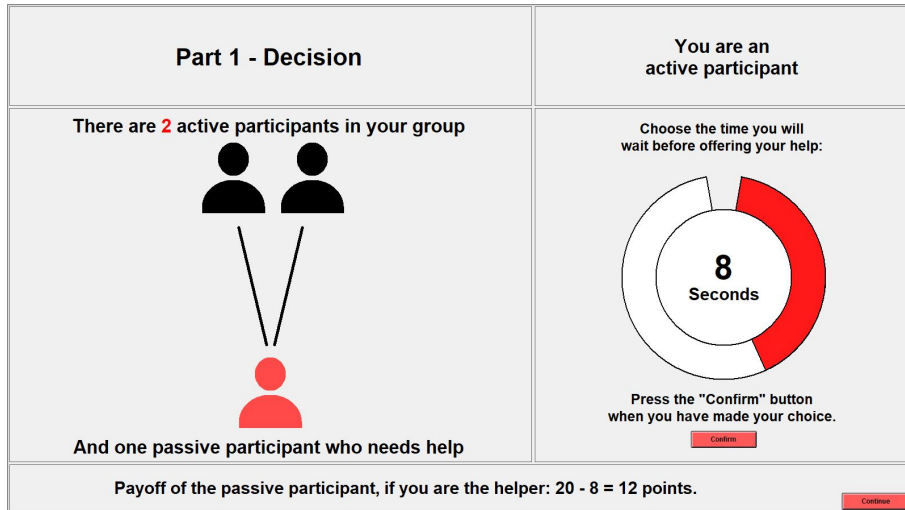 Part 1 - Decision
You are an
active participant
There are 2 active participants in your group
Choose the time you will
wait before offering your help:
8
Seconds
Press the "Confirm" button
when you have made your choice.
Confirm
And one passive participant who needs help
Payoff of the passive participant, if you are the helper: 20 - 8 = 12 points.
Continue